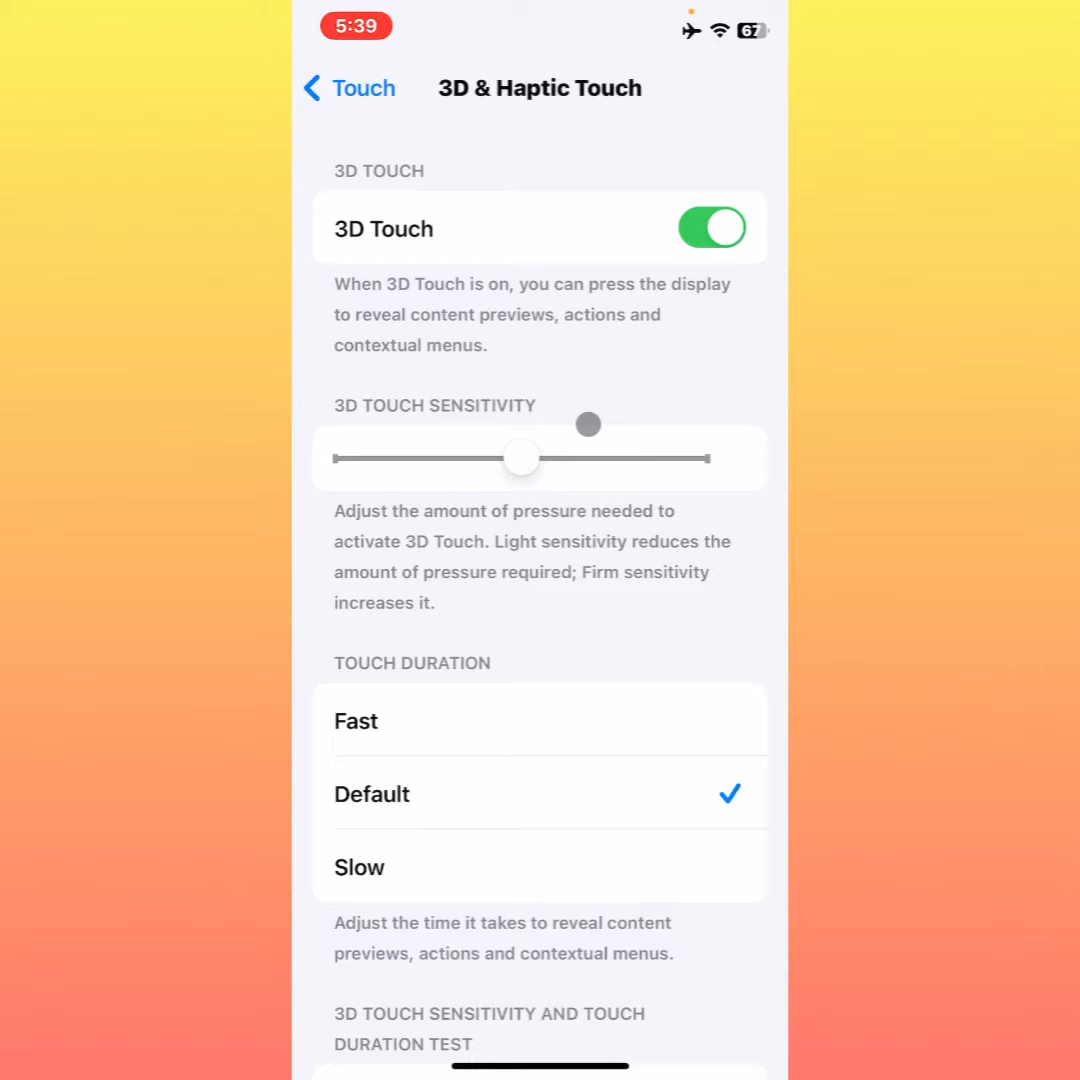 5:39
67
Touch
3D & Haptic Touch
3D TOUCH
3D Touch
When 3D Touch is on, you can press the display
to reveal content previews, actions and
contextual menus.
3D TOUCH SENSITIVITY
Adjust the amount of pressure needed to
activate 3D Touch. Light sensitivity reduces the
amount of pressure required; Firm sensitivity
increases it.
TOUCH DURATION
Fast
Default
Slow
Adjust the time it takes to reveal content
previews, actions and contextual menus.
3D TOUCH SENSITIVITY AND TOUCH
DURATION TEST